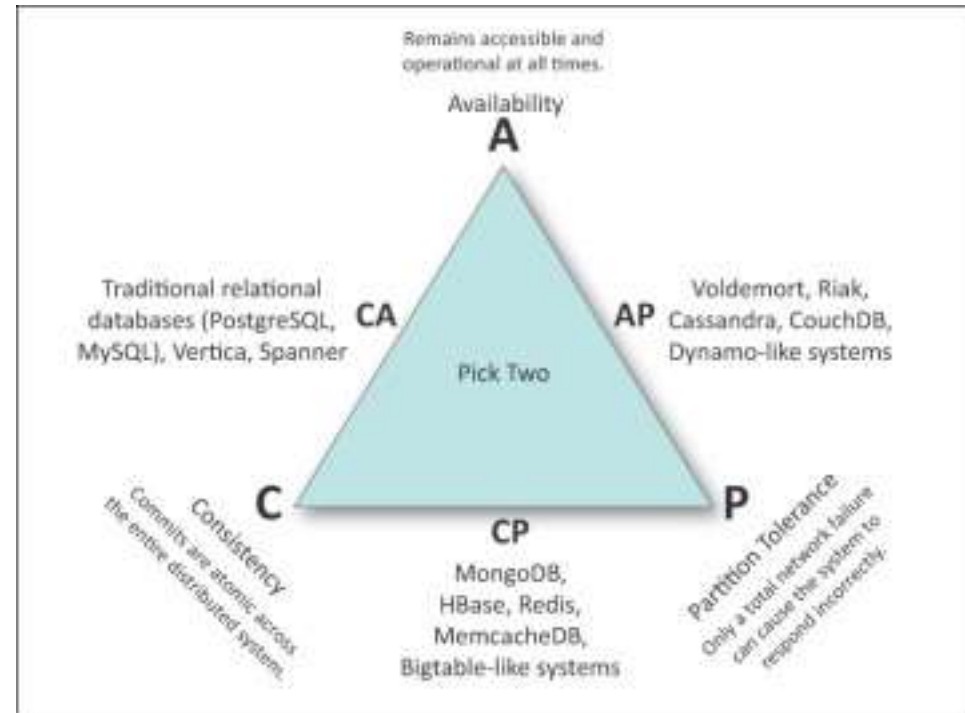 Remains accessible and
operational at all times.
Availability
A
Traditional relational
databases (PostgreSQL,
MySQL), Vertica, Spanner
CA
AP
Voldemort, Riak,
Cassandra, CouchDB,
Dynamo-like systems
Pick Two
C
Consistency
Commits are atomic across
the entire distributed system.
CP
MongoDB,
HBase, Redis,
MemcacheDB,
Bigtable-like systems
P
Partition Tolerance
Only a total network failure
can cause the system to
respond incorrectly.